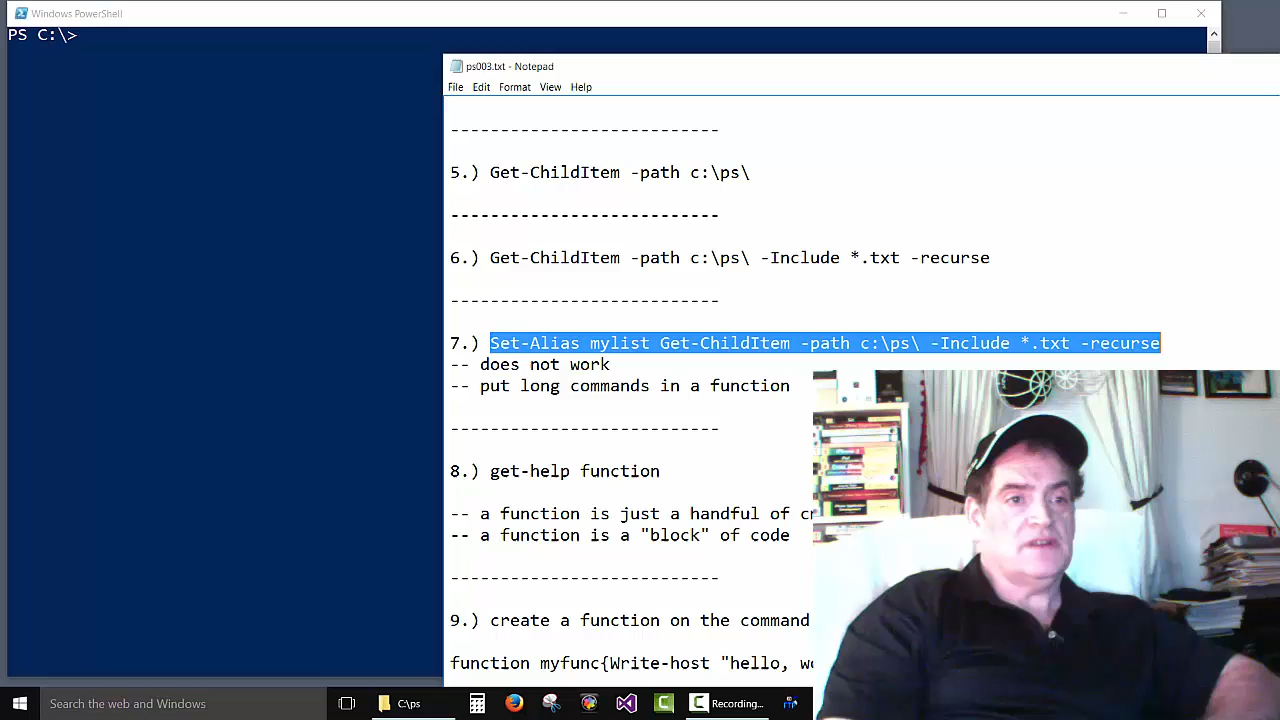 Windows PowerShell
PS C:\>
ps003.txt - Notepad
File Edit Format View Help
---------------------------
5.) Get-ChildItem -path c:\ps\
---------------------------
6.) Get-ChildItem -path c:\ps\ -Include *.txt -recurse
---------------------------
7.) Set-Alias mylist Get-ChildItem -path c:\ps\ -Include *.txt -recurse
-- does not work
-- put long commands in a function
---------------------------
8.) get-help function
-- a function is just a handful of
-- a function is a "block" of code
---------------------------
9.) create a function on the command
function myfunc{Write-host "hello,
Search the web and Windows
C:\ps
Recording...